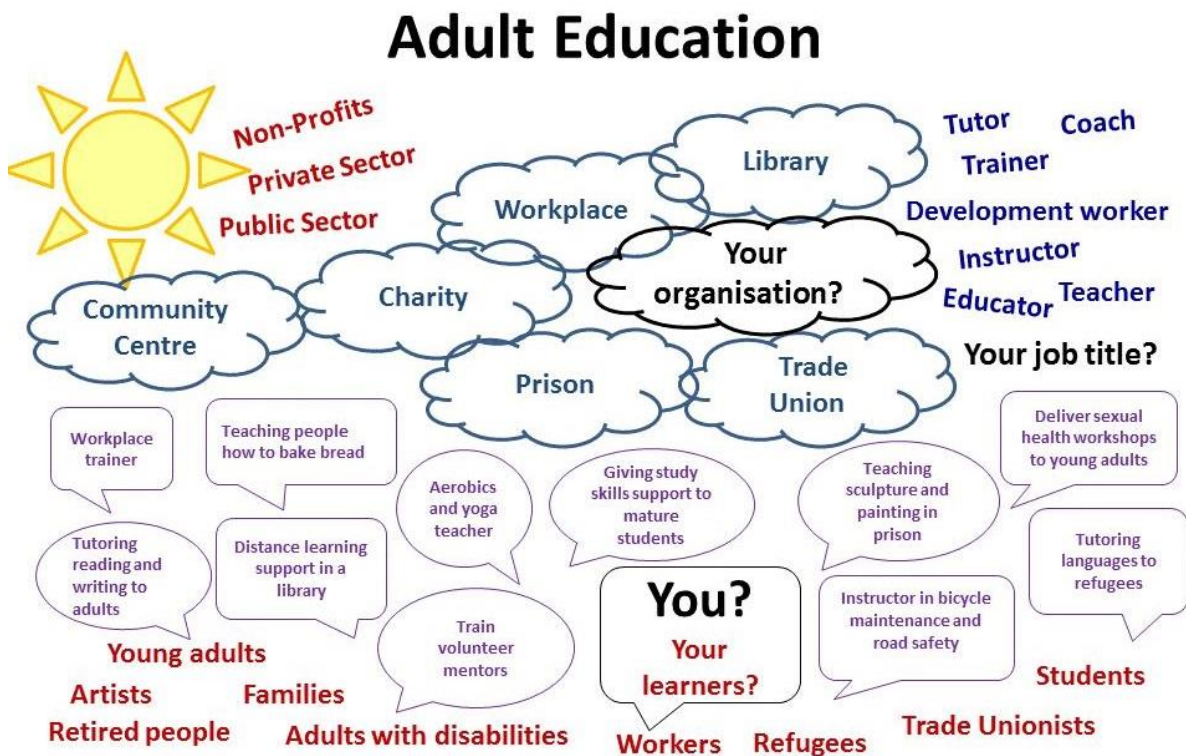 Adult Education
Non-Profits
Private Sector
Public Sector
Library
Workplace
Your
organisation?
Charity
Community
Centre
Prison
Trade
Union
Tutor
Coach
Trainer
Development worker
Instructor
Educator
Teacher
Your job title?
Workplace
trainer
Teaching people
how to bake bread
Aerobics
and yoga
teacher
Giving study
skills support to
mature
students
Teaching
sculpture and
painting in
prison
Deliver sexual
health workshops
to young adults
Tutoring
reading and
writing to
adults
Distance learning
support in a
library
Train
volunteer
mentors
You?
Your
learners?
Instructor in bicycle
maintenance and
road safety
Tutoring
languages to
refugees
Young adults
Artists
Families
Retired people
Adults with disabilities
Workers
Refugees
Trade Unionists
Students